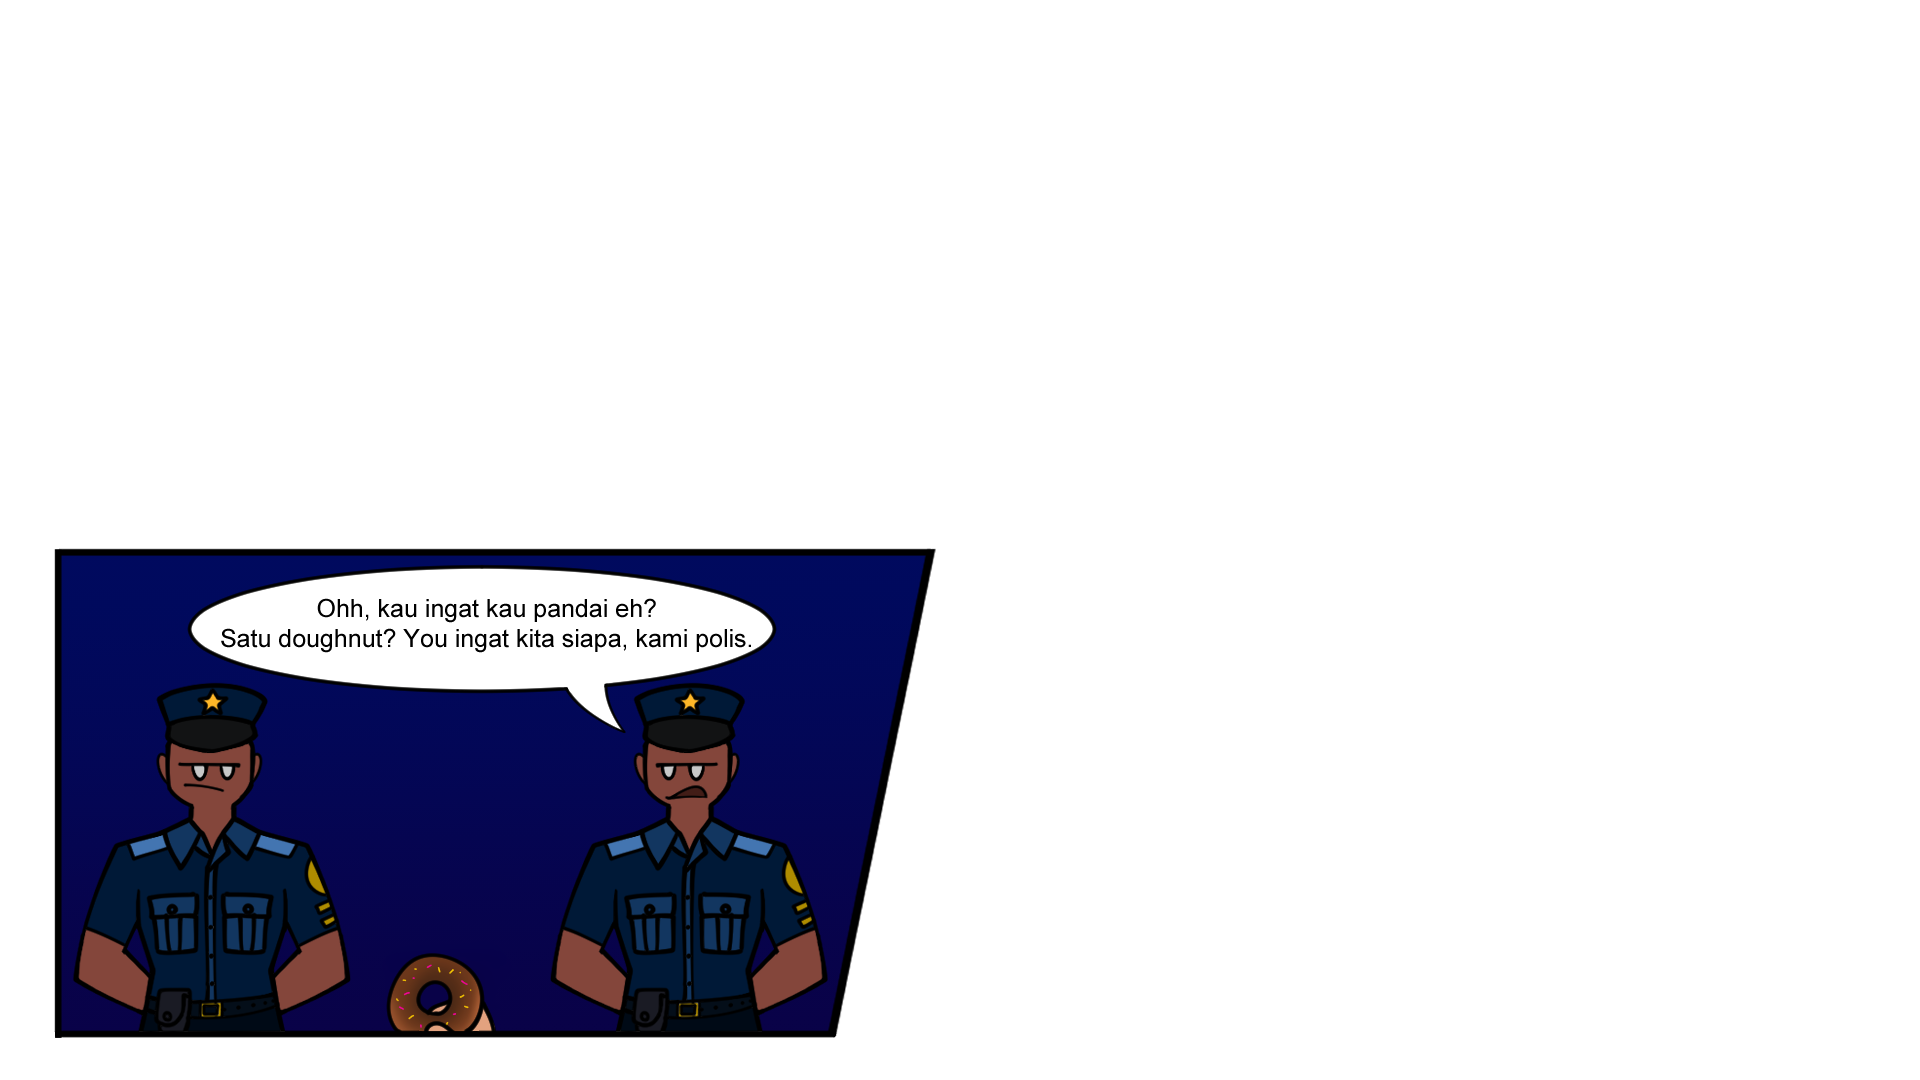 Ohh, kau ingat kau pandai eh?
Satu doughnut? You ingat kita siapa, kami polis.